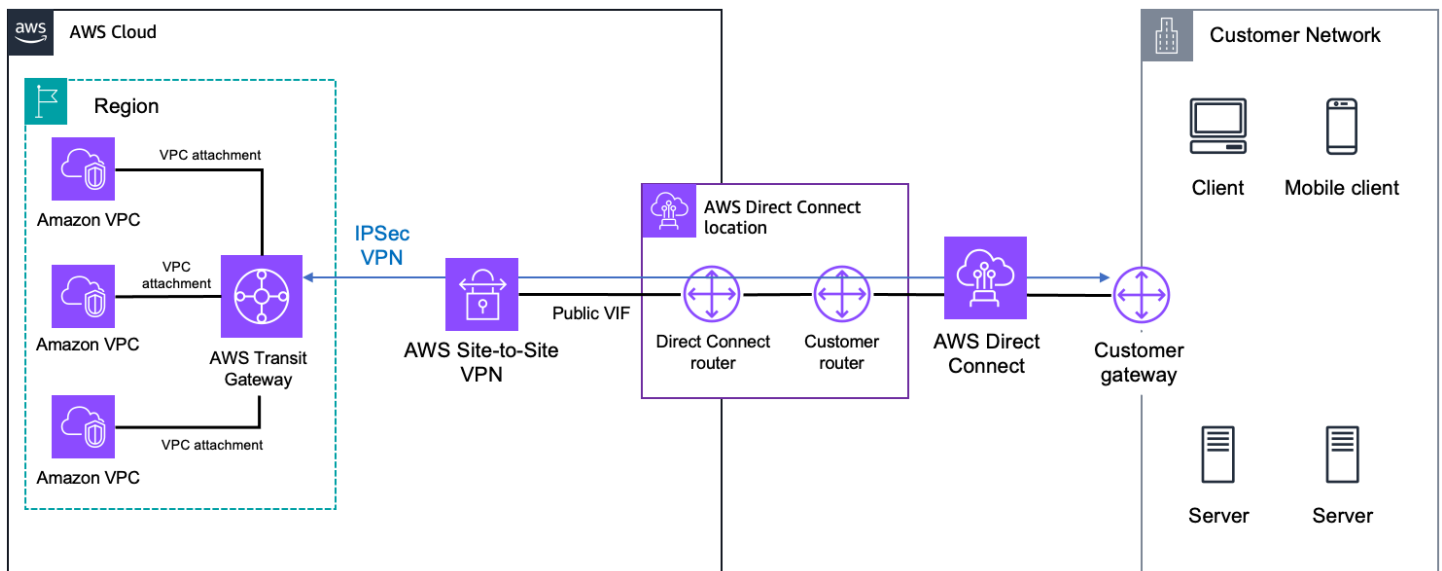 aws
AWS Cloud
Customer Network
Region
VPC attachment
Amazon VPC
Client
Mobile client
AWS Direct Connect
location
IPSec
VPN
VPC
attachment
Public VIF
Amazon VPC
AWS Transit
Gateway
AWS Site-to-Site
VPN
Direct Connect
router
Customer
router
AWS Direct
Connect
Customer
gateway
VPC attachment
Amazon VPC
Server
Server